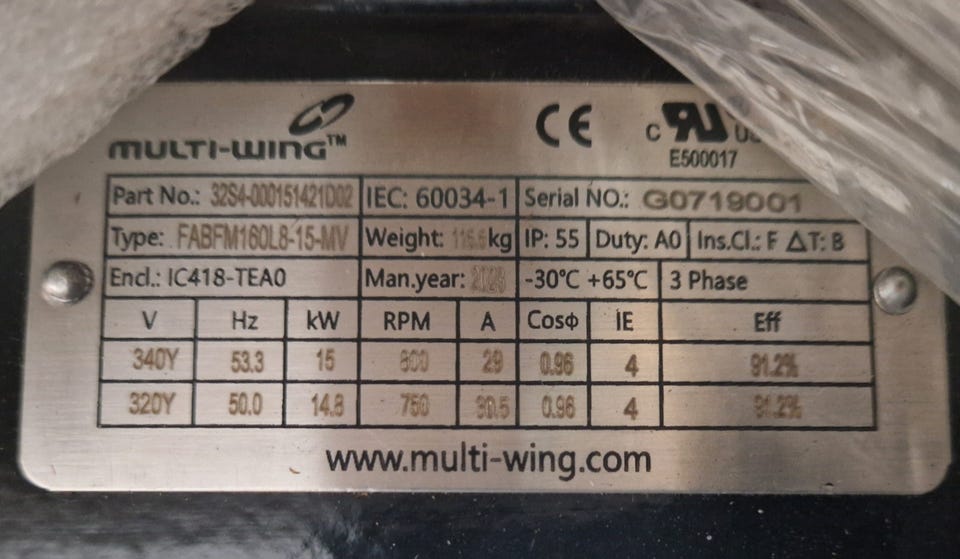 MULTI-WING™
CE
C UL US
E500017
Part No.: 32S4-000151421D02 IEC: 60034-1 Serial NO.: G0719001
Type: FABFM160L8-15-MV Weight: kg IP: 55 Duty: A0 Ins.Cl.: F ΔT: B
Encl.: IC418-TEA0 Man.year: -30℃ +65℃ 3 Phase
V Hz kW RPM A Cosϕ IE Eff
340Y 53.3 15 800 29 0.96 4 91.2%
320Y 50.0 14.8 750 30.5 0.96 4 91.2%
www.multi-wing.com